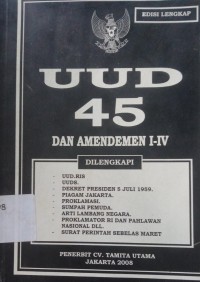 EDISI LENGKAP
UUD
45
DAN AMENDEMEN I-IV
DILENGKAPI
- UUD.RIS
- UUDS.
- DEKRET PRESIDEN 5 JULI 1959.
- PIAGAM JAKARTA.
- PROKLAMASI.
- SUMPAH PEMUDA.
- ARTI LAMBANG NEGARA.
- PROKLAMATOR RI DAN PAHLAWAN
NASIONAL DLL.
- SURAT PERINTAH SEBELAS MARET
PENERBIT CV. TAMITA UTAMA
JAKARTA 2008